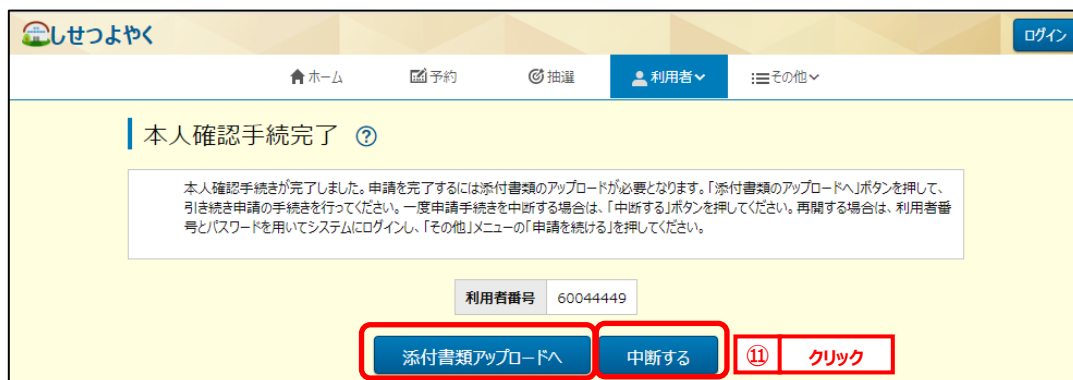 しせつよやく
ログイン
ホーム 予約 抽選 利用者 その他
本人確認手続完了 ?
本人確認手続きが完了しました。申請を完了するには添付書類のアップロードが必要となります。「添付書類のアップロードへ」ボタンを押して、
引き続き申請の手続きを行ってください。一度申請手続きを中断する場合は、「中断する」ボタンを押してください。再開する場合は、利用者番
号とパスワードを用いてシステムにログインし、「その他」メニューの「申請を続ける」を押してください。
利用者番号 60044449
添付書類アップロードへ 中断する ⑪ クリック